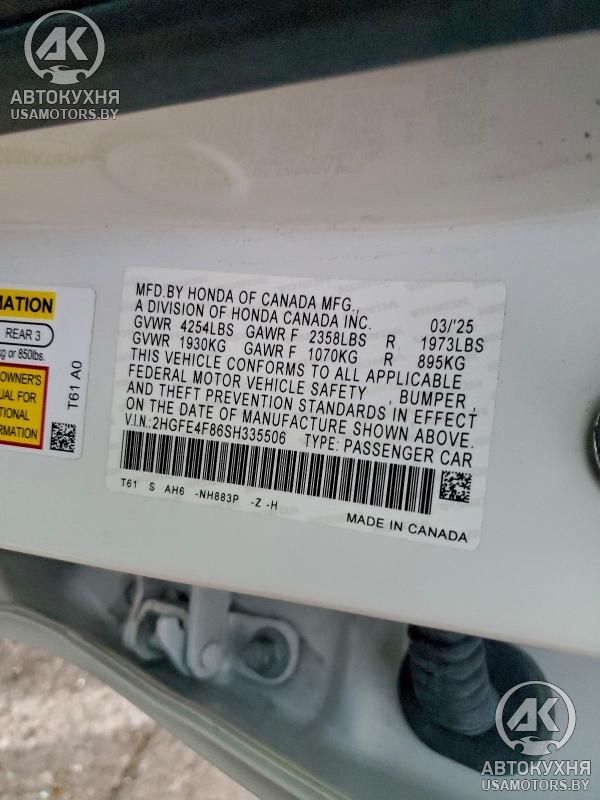 АК
АВТОКУХНЯ
USAMOTORS.BY
MATION
REAR 3
kg or 850lbs.
OWNER'S
UAL FOR
TIONAL
T61 A0
MFD.BY HONDA OF CANADA MFG.,
A DIVISION OF HONDA CANADA INC. 03/'25
GVWR 4254LBS GAWR F 2358LBS R 1973LBS
GVWR 1930KG GAWR F 1070KG R 895KG
THIS VEHICLE CONFORMS TO ALL APPLICABLE
FEDERAL MOTOR VEHICLE SAFETY , BUMPER,
AND THEFT PREVENTION STANDARDS IN EFFECT
ON THE DATE OF MANUFACTURE SHOWN ABOVE.
V.I.N.:2HGFE4F86SH335506 TYPE: PASSENGER CAR
T61 S AH6 -NH883P -Z -H
MADE IN CANADA
АК
АВТОКУХНЯ
USAMOTORS.BY